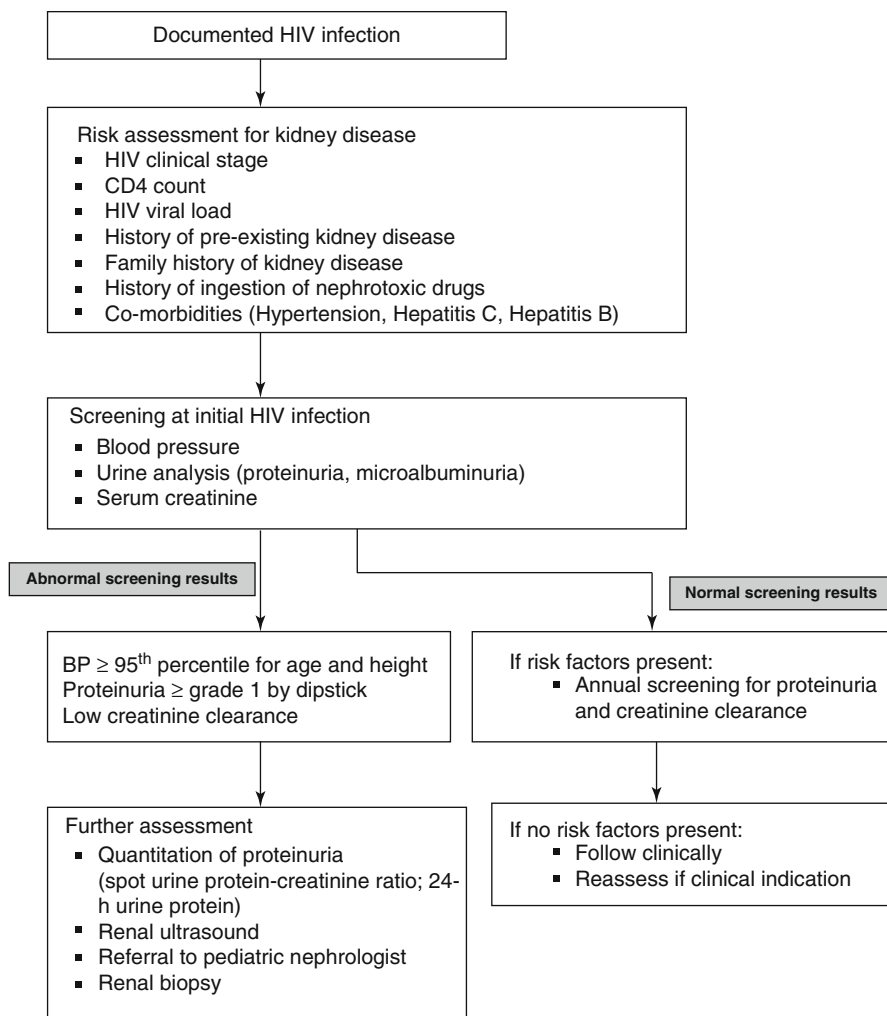 Documented HIV infection
Risk assessment for kidney disease
▪ HIV clinical stage
▪ CD4 count
▪ HIV viral load
▪ History of pre-existing kidney disease
▪ Family history of kidney disease
▪ History of ingestion of nephrotoxic drugs
▪ Co-morbidities (Hypertension, Hepatitis C, Hepatitis B)
Screening at initial HIV infection
▪ Blood pressure
▪ Urine analysis (proteinuria, microalbuminuria)
▪ Serum creatinine
Abnormal screening results
BP ≥ 95th percentile for age and height
Proteinuria ≥ grade 1 by dipstick
Low creatinine clearance
Further assessment
▪ Quantitation of proteinuria
(spot urine protein-creatinine ratio; 24-
h urine protein)
▪ Renal ultrasound
▪ Referral to pediatric nephrologist
▪ Renal biopsy
Normal screening results
If risk factors present:
▪ Annual screening for proteinuria
and creatinine clearance
If no risk factors present:
▪ Follow clinically
▪ Reassess if clinical indication